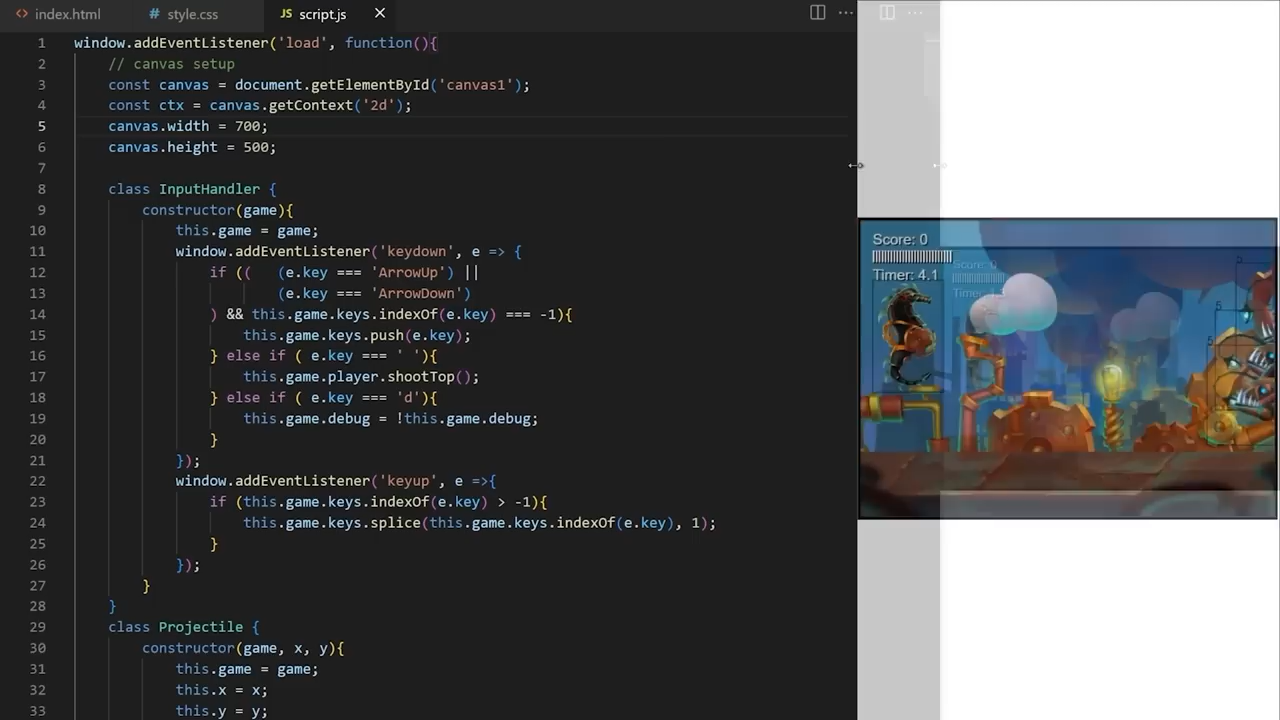 index.html
# style.css
JS script.js
1 window.addEventListener('load', function(){
2 // canvas setup
3 const canvas = document.getElementById('canvas1');
4 const ctx = canvas.getContext('2d');
5 canvas.width = 700;
6 canvas.height = 500;
7
8 class InputHandler {
9 constructor(game){
10 this.game = game;
11 window.addEventListener('keydown', e => {
12 if ((   (e.key === 'ArrowUp') ||
13 (e.key === 'ArrowDown')
14 ) && this.game.keys.indexOf(e.key) === -1){
15 this.game.keys.push(e.key);
16 } else if ( e.key === ' '){
17 this.game.player.shootTop();
18 } else if ( e.key === 'd'){
19 this.game.debug = !this.game.debug;
20 }
21 });
22 window.addEventListener('keyup', e =>{
23 if (this.game.keys.indexOf(e.key) > -1){
24 this.game.keys.splice(this.game.keys.indexOf(e.key), 1);
25 }
26 });
27 }
28 }
29 class Projectile {
30 constructor(game, x, y){
31 this.game = game;
32 this.x = x;
33 this.y = y;
Score: 0
Timer: 4.1
Score: 0
5
5